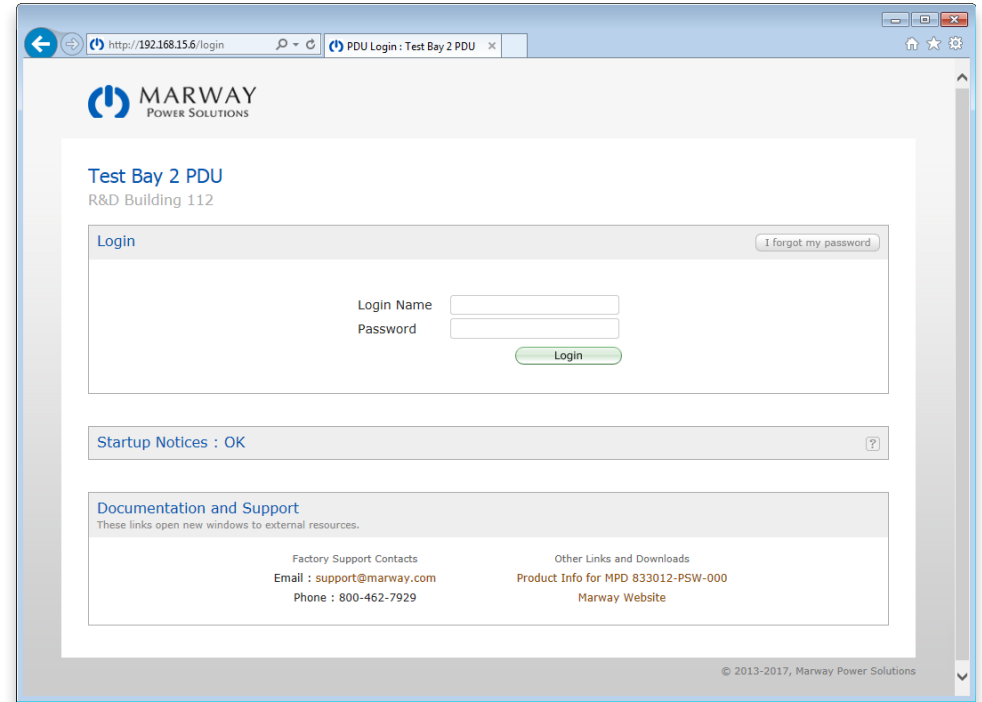 http://192.168.15.6/login
PDU Login : Test Bay 2 PDU
MARWAY
POWER SOLUTIONS
Test Bay 2 PDU
R&D Building 112
Login
I forgot my password
Login Name
Password
Login
Startup Notices : OK
?
Documentation and Support
These links open new windows to external resources.
Factory Support Contacts
Email : support@marway.com
Phone : 800-462-7929
Other Links and Downloads
Product Info for MPD 833012-PSW-000
Marway Website
© 2013-2017, Marway Power Solutions